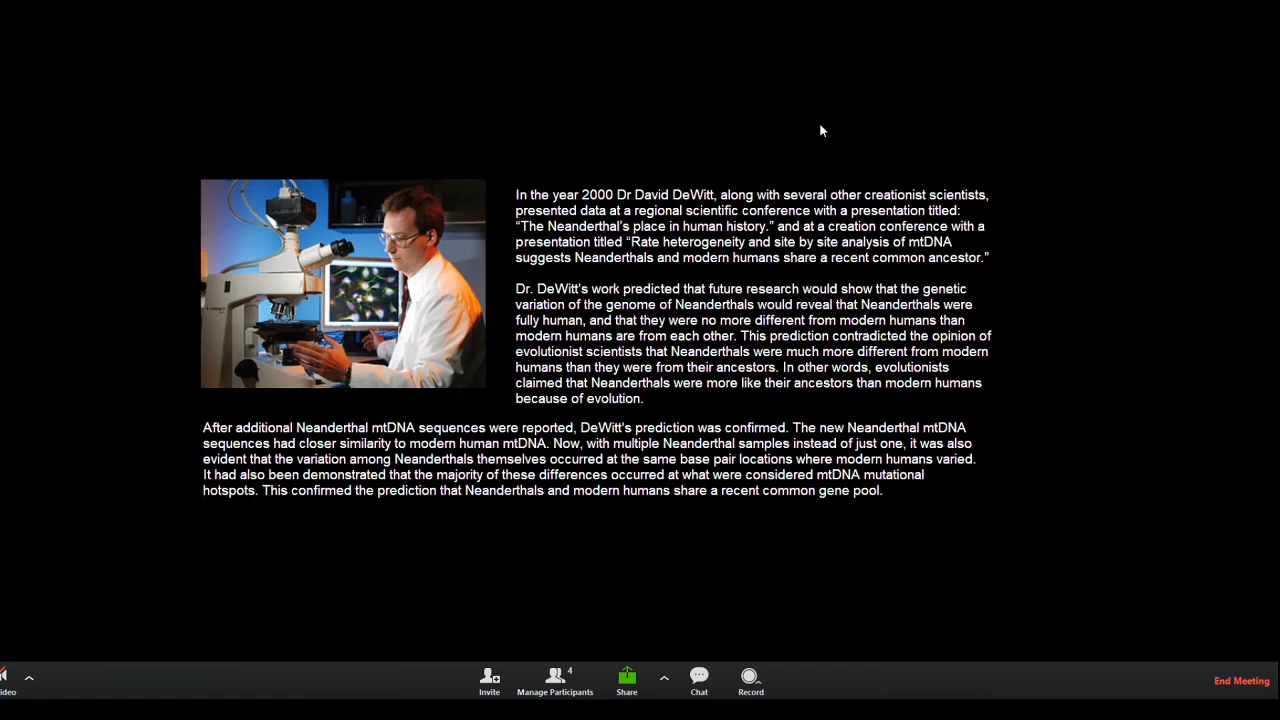 In the year 2000 Dr David DeWitt, along with several other creationist scientists,
presented data at a regional scientific conference with a presentation titled:
“The Neanderthal’s place in human history.” and at a creation conference with a
presentation titled “Rate heterogeneity and site by site analysis of mtDNA
suggests Neanderthals and modern humans share a recent common ancestor.”
Dr. DeWitt's work predicted that future research would show that the genetic
variation of the genome of Neanderthals would reveal that Neanderthals were
fully human, and that they were no more different from modern humans than
modern humans are from each other. This prediction contradicted the opinion of
evolutionist scientists that Neanderthals were much more different from modern
humans than they were from their ancestors. In other words, evolutionists
claimed that Neanderthals were more like their ancestors than modern humans
because of evolution.
After additional Neanderthal mtDNA sequences were reported, DeWitt's prediction was confirmed. The new Neanderthal mtDNA
sequences had closer similarity to modern human mtDNA. Now, with multiple Neanderthal samples instead of just one, it was also
evident that the variation among Neanderthals themselves occurred at the same base pair locations where modern humans varied.
It had also been demonstrated that the majority of these differences occurred at what were considered mtDNA mutational
hotspots. This confirmed the prediction that Neanderthals and modern humans share a recent common gene pool.
ideo
Invite
4
Manage Participants
Share
Chat
Record
End Meeting